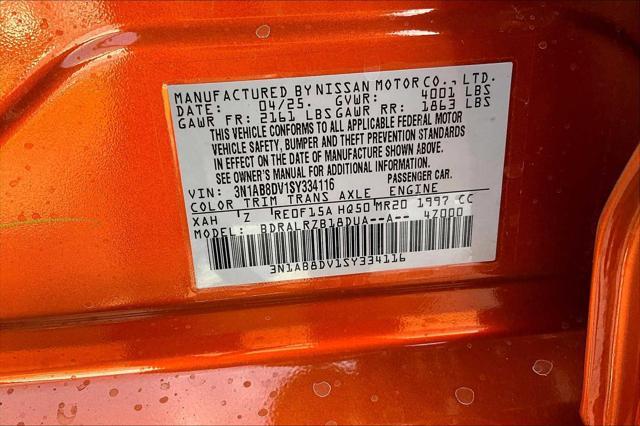 MANUFACTURED BY NISSAN MOTOR CO., LTD.
DATE: 04/25. GVWR: 4001 LBS
GAWR FR: 2161 LBS GAWR RR: 1863 LBS
THIS VEHICLE CONFORMS TO ALL APPLICABLE FEDERAL MOTOR
VEHICLE SAFETY, BUMPER AND THEFT PREVENTION STANDARDS
IN EFFECT ON THE DATE OF MANUFACTURE SHOWN ABOVE.
SEE OWNER'S MANUAL FOR ADDITIONAL INFORMATION.
VIN: 3N1AB8DV1SY334116 PASSENGER CAR.
COLOR TRIM TRANS AXLE ENGINE
XAH Z RE0F15A HQ50 MR20 1997 CC
MODEL: BDRALRZB18DUA--A-- 47000
3N1AB8DV1SY334116